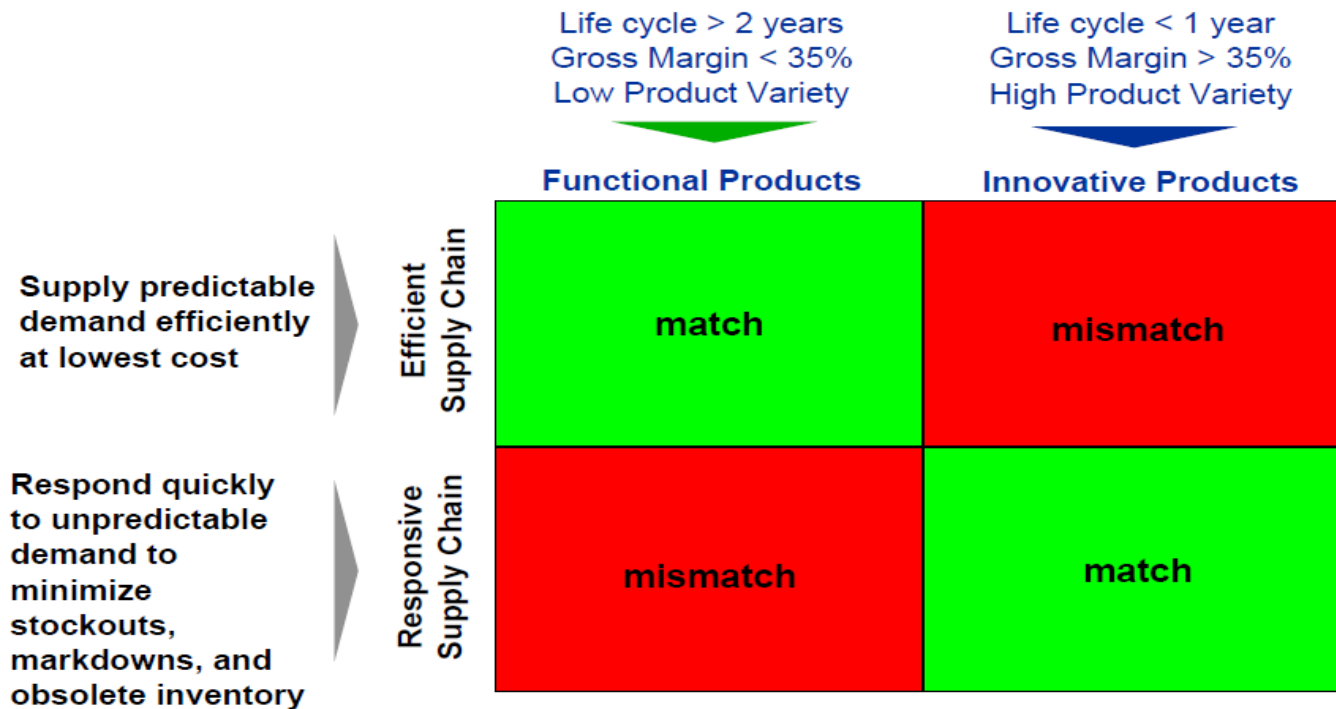 Life cycle > 2 years
Gross Margin < 35%
Low Product Variety
Life cycle < 1 year
Gross Margin > 35%
High Product Variety
Functional Products
Innovative Products
Supply predictable
demand efficiently
at lowest cost
Efficient
Supply Chain
match
mismatch
Respond quickly
to unpredictable
demand to
minimize
stockouts,
markdowns, and
obsolete inventory
Responsive
Supply Chain
mismatch
match